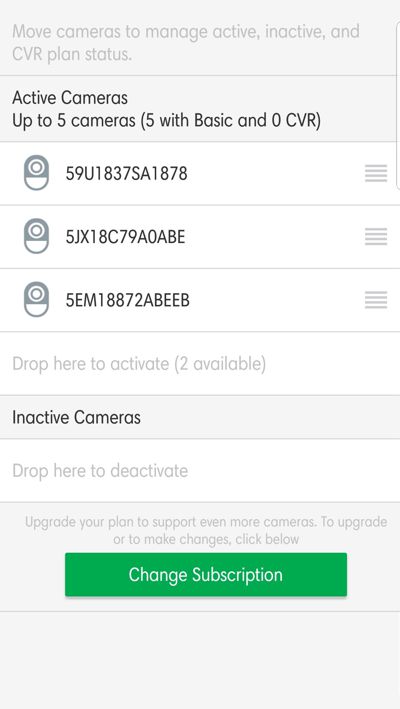 Move cameras to manage active, inactive, and
CVR plan status.
Active Cameras
Up to 5 cameras (5 with Basic and 0 CVR)
59U1837SA1878
5JX18C79A0ABE
5EM18872ABEEB
Drop here to activate (2 available)
Inactive Cameras
Drop here to deactivate
Upgrade your plan to support even more cameras. To upgrade
or to make changes, click below
Change Subscription